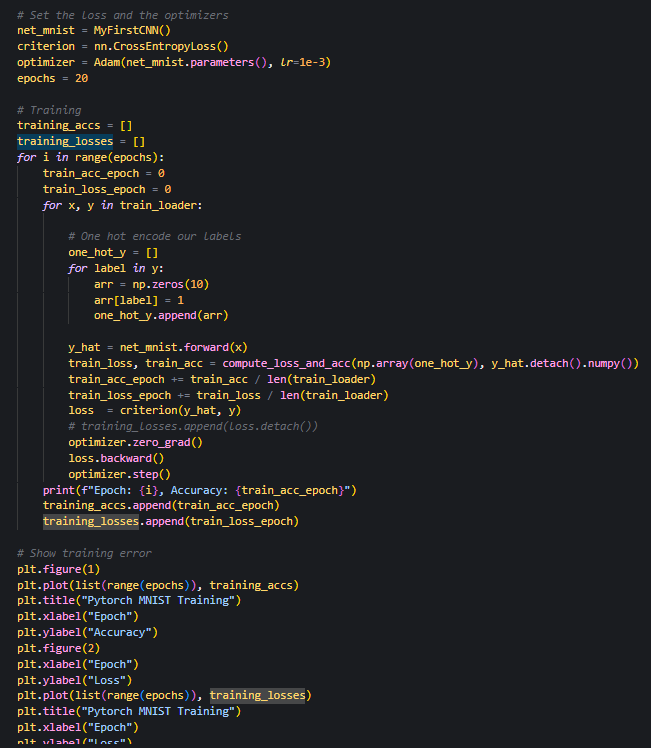 # Set the loss and the optimizers
net_mnist = MyFirstCNN()
criterion = nn.CrossEntropyLoss()
optimizer = Adam(net_mnist.parameters(), lr=1e-3)
epochs = 20

# Training
training_accs = []
training_losses = []
for i in range(epochs):
    train_acc_epoch = 0
    train_loss_epoch = 0
    for x, y in train_loader:

        # One hot encode our labels
        one_hot_y = []
        for label in y:
            arr = np.zeros(10)
            arr[label] = 1
            one_hot_y.append(arr)

        y_hat = net_mnist.forward(x)
        train_loss, train_acc = compute_loss_and_acc(np.array(one_hot_y), y_hat.detach().numpy())
        train_acc_epoch += train_acc / len(train_loader)
        train_loss_epoch += train_loss / len(train_loader)
        loss  = criterion(y_hat, y)
        # training_losses.append(loss.detach())
        optimizer.zero_grad()
        loss.backward()
        optimizer.step()
    print(f"Epoch: {i}, Accuracy: {train_acc_epoch}")
    training_accs.append(train_acc_epoch)
    training_losses.append(train_loss_epoch)

# Show training error
plt.figure(1)
plt.plot(list(range(epochs)), training_accs)
plt.title("Pytorch MNIST Training")
plt.xlabel("Epoch")
plt.ylabel("Accuracy")
plt.figure(2)
plt.xlabel("Epoch")
plt.ylabel("Loss")
plt.plot(list(range(epochs)), training_losses)
plt.title("Pytorch MNIST Training")
plt.xlabel("Epoch")
plt.ylabel("Loss")